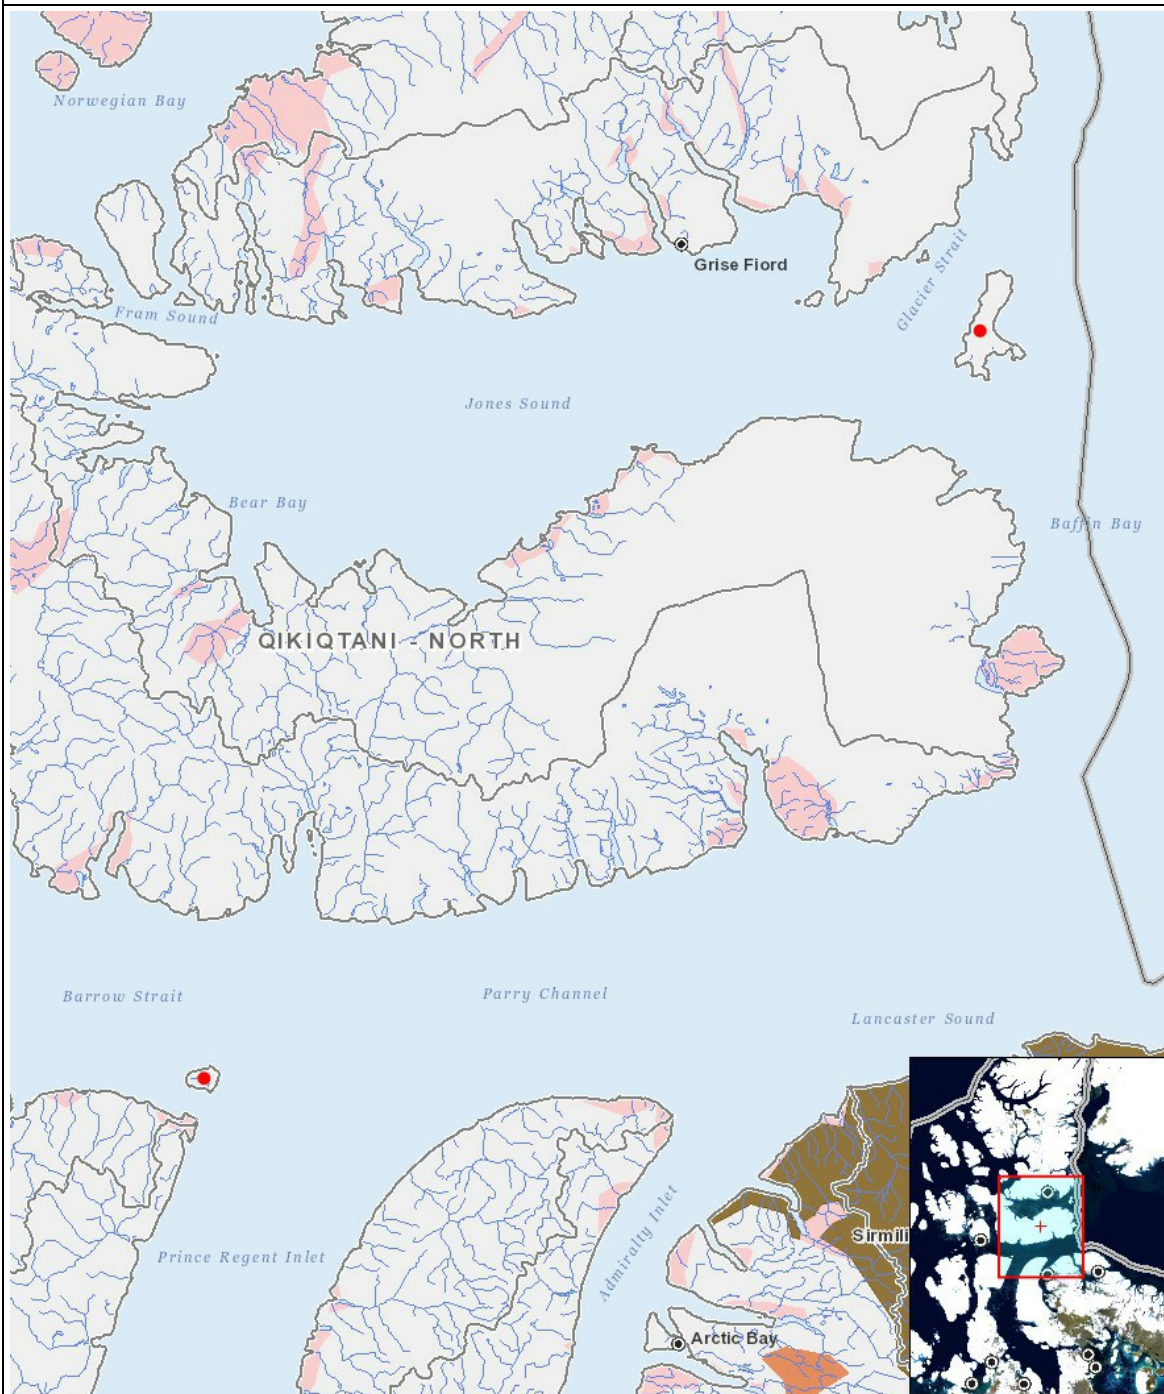 Norwegian Bay
Grise Fiord
Glacier Strait
Fram Sound
Jones Sound
Bear Bay
Baffin Bay
QIKIQTANI - NORTH
Barrow Strait
Parry Channel
Lancaster Sound
Admiralty Inlet
Sirmili
Prince Regent Inlet
Arctic Bay